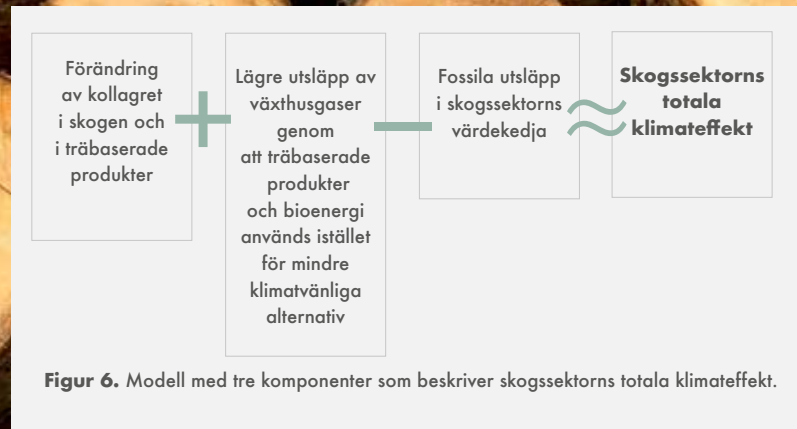 Förändring
av kollagret
i skogen och
i träbaserade
produkter
+
Lägre utsläpp av
växthusgaser
genom
att träbaserade
produkter
och bioenergi
används istället
för mindre
klimatvänliga
alternativ
–
Fossila utsläpp
i skogssektorns
värdekedja
≈
Skogssektorns
totala
klimateffekt
Figur 6. Modell med tre komponenter som beskriver skogssektorns totala klimateffekt.